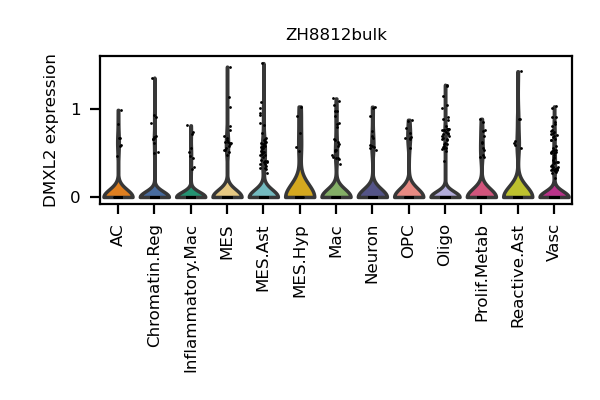 ZH8812bulk
DMXL2 expression
1
0
AC
Chromatin.Reg
Inflammatory.Mac
MES
MES.Ast
MES.Hyp
Mac
Neuron
OPC
Oligo
Prolif.Metab
Reactive.Ast
Vasc